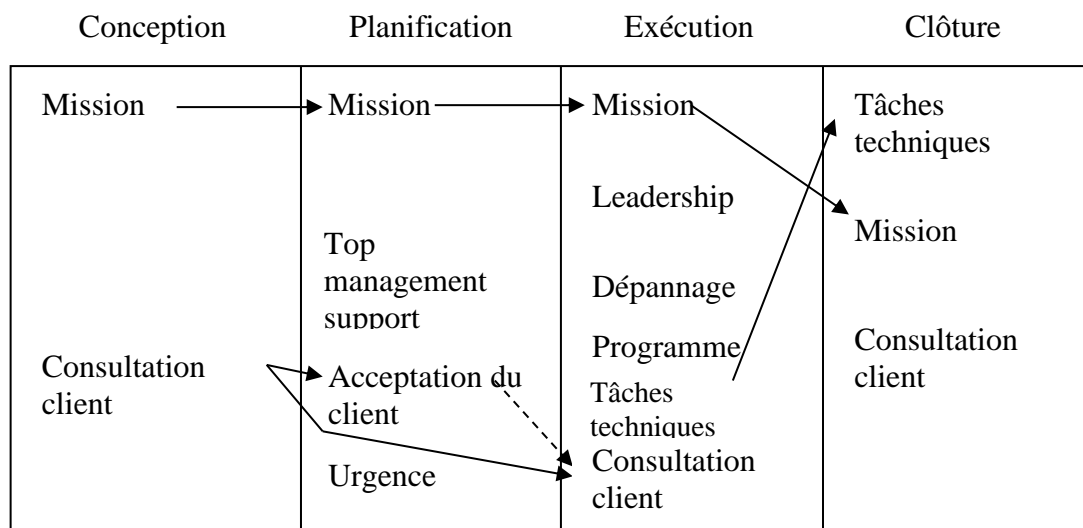 Conception
Planification
Exécution
Clôture
Mission
Consultation
client
Mission
Top
management
support
Acceptation du
client
Urgence
Mission
Leadership
Dépannage
Programme
Tâches
techniques
Consultation
client
Tâches
techniques
Mission
Consultation
client